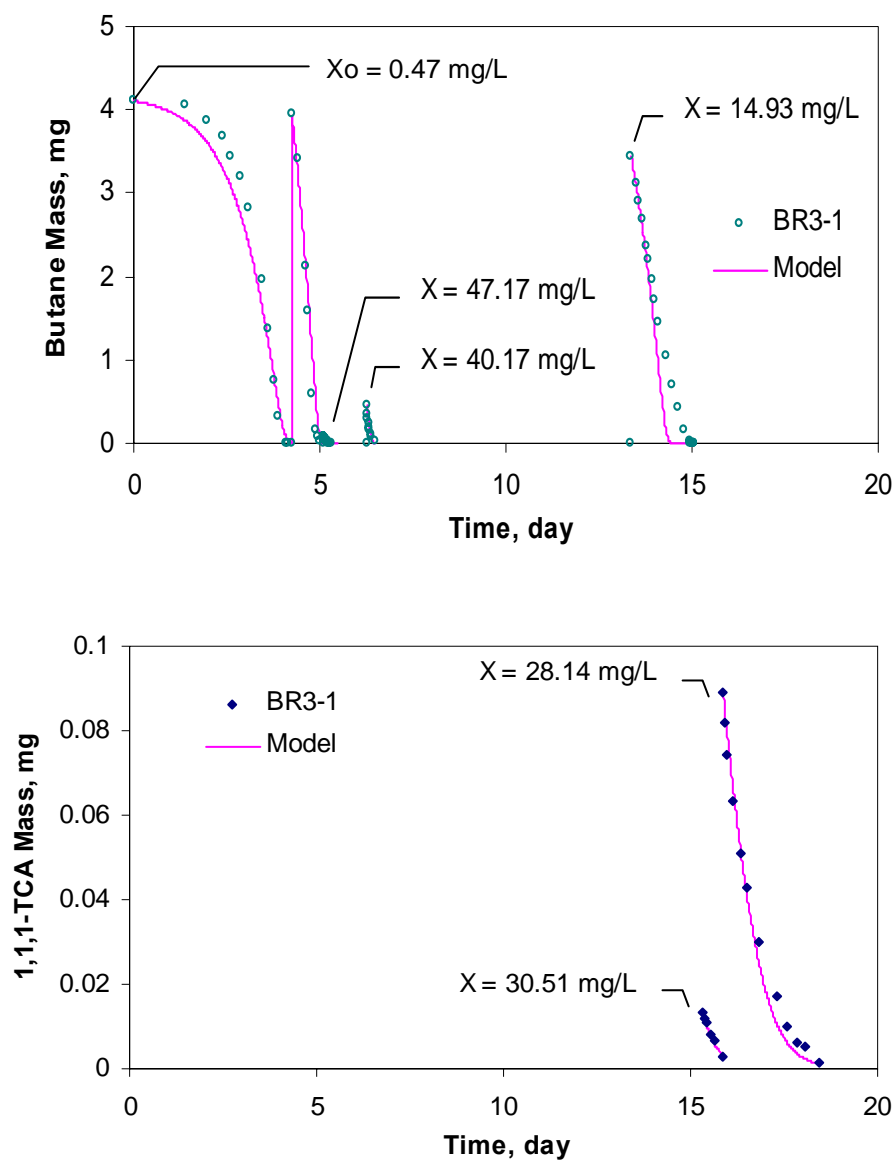 5
4
3
2
1
0
Butane Mass, mg
Xo = 0.47 mg/L
X = 14.93 mg/L
BR3-1
Model
X = 47.17 mg/L
X = 40.17 mg/L
0 5 10 15 20
Time, day
0.1
0.08
0.06
0.04
0.02
0
1,1,1-TCA Mass, mg
X = 28.14 mg/L
BR3-1
Model
X = 30.51 mg/L
0 5 10 15 20
Time, day